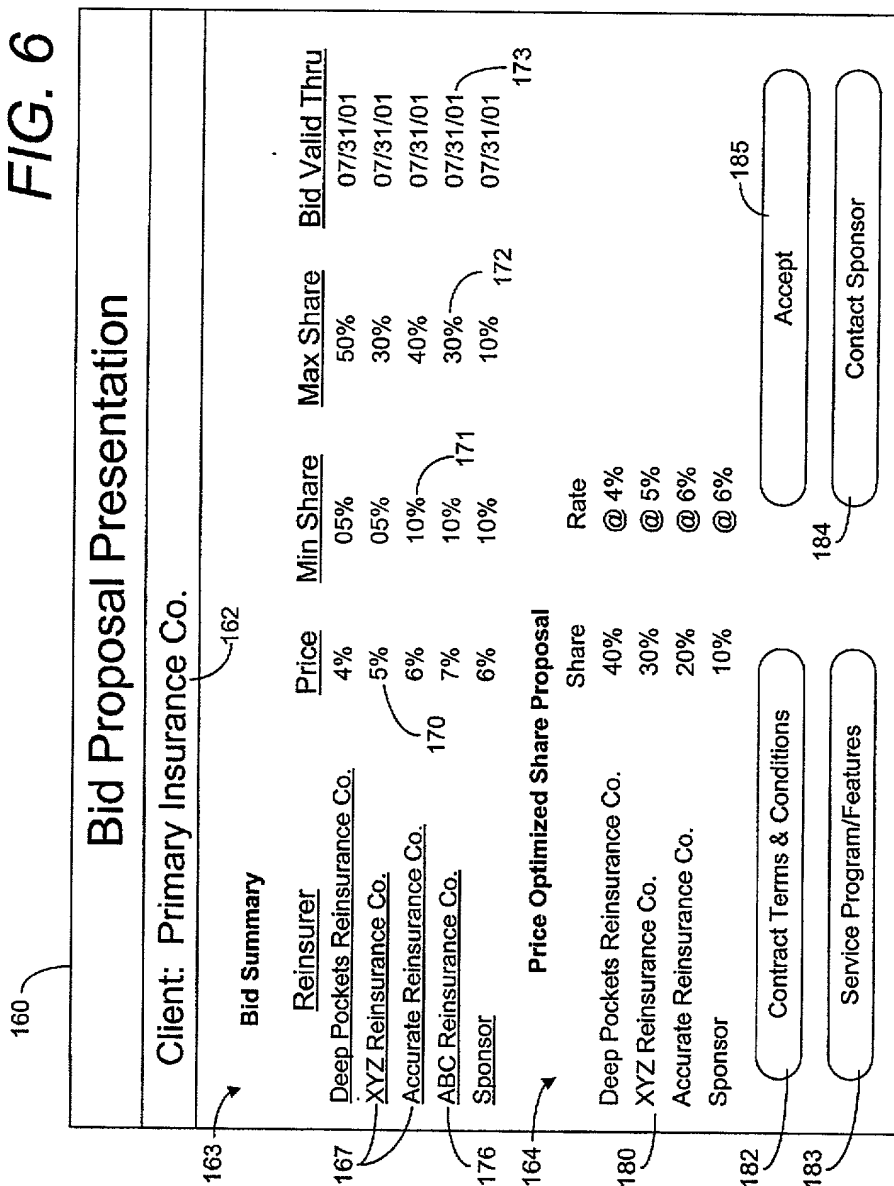 FIG. 6
160
Bid Proposal Presentation
Client: Primary Insurance Co.
162
163
Bid Summary
Reinsurer Price Min Share Max Share Bid Valid Thru
Deep Pockets Reinsurance Co. 4% 05% 50% 07/31/01
XYZ Reinsurance Co. 5% 05% 30% 07/31/01
Accurate Reinsurance Co. 6% 10% 40% 07/31/01
ABC Reinsurance Co. 7% 10% 30% 07/31/01
Sponsor 6% 10% 10% 07/31/01
167
170
171
172
173
176
164
Price Optimized Share Proposal
Share Rate
Deep Pockets Reinsurance Co. 40% @ 4%
XYZ Reinsurance Co. 30% @ 5%
Accurate Reinsurance Co. 20% @ 6%
Sponsor 10% @ 6%
180
182
Contract Terms & Conditions
Accept
185
183
Service Program/Features
184
Contact Sponsor